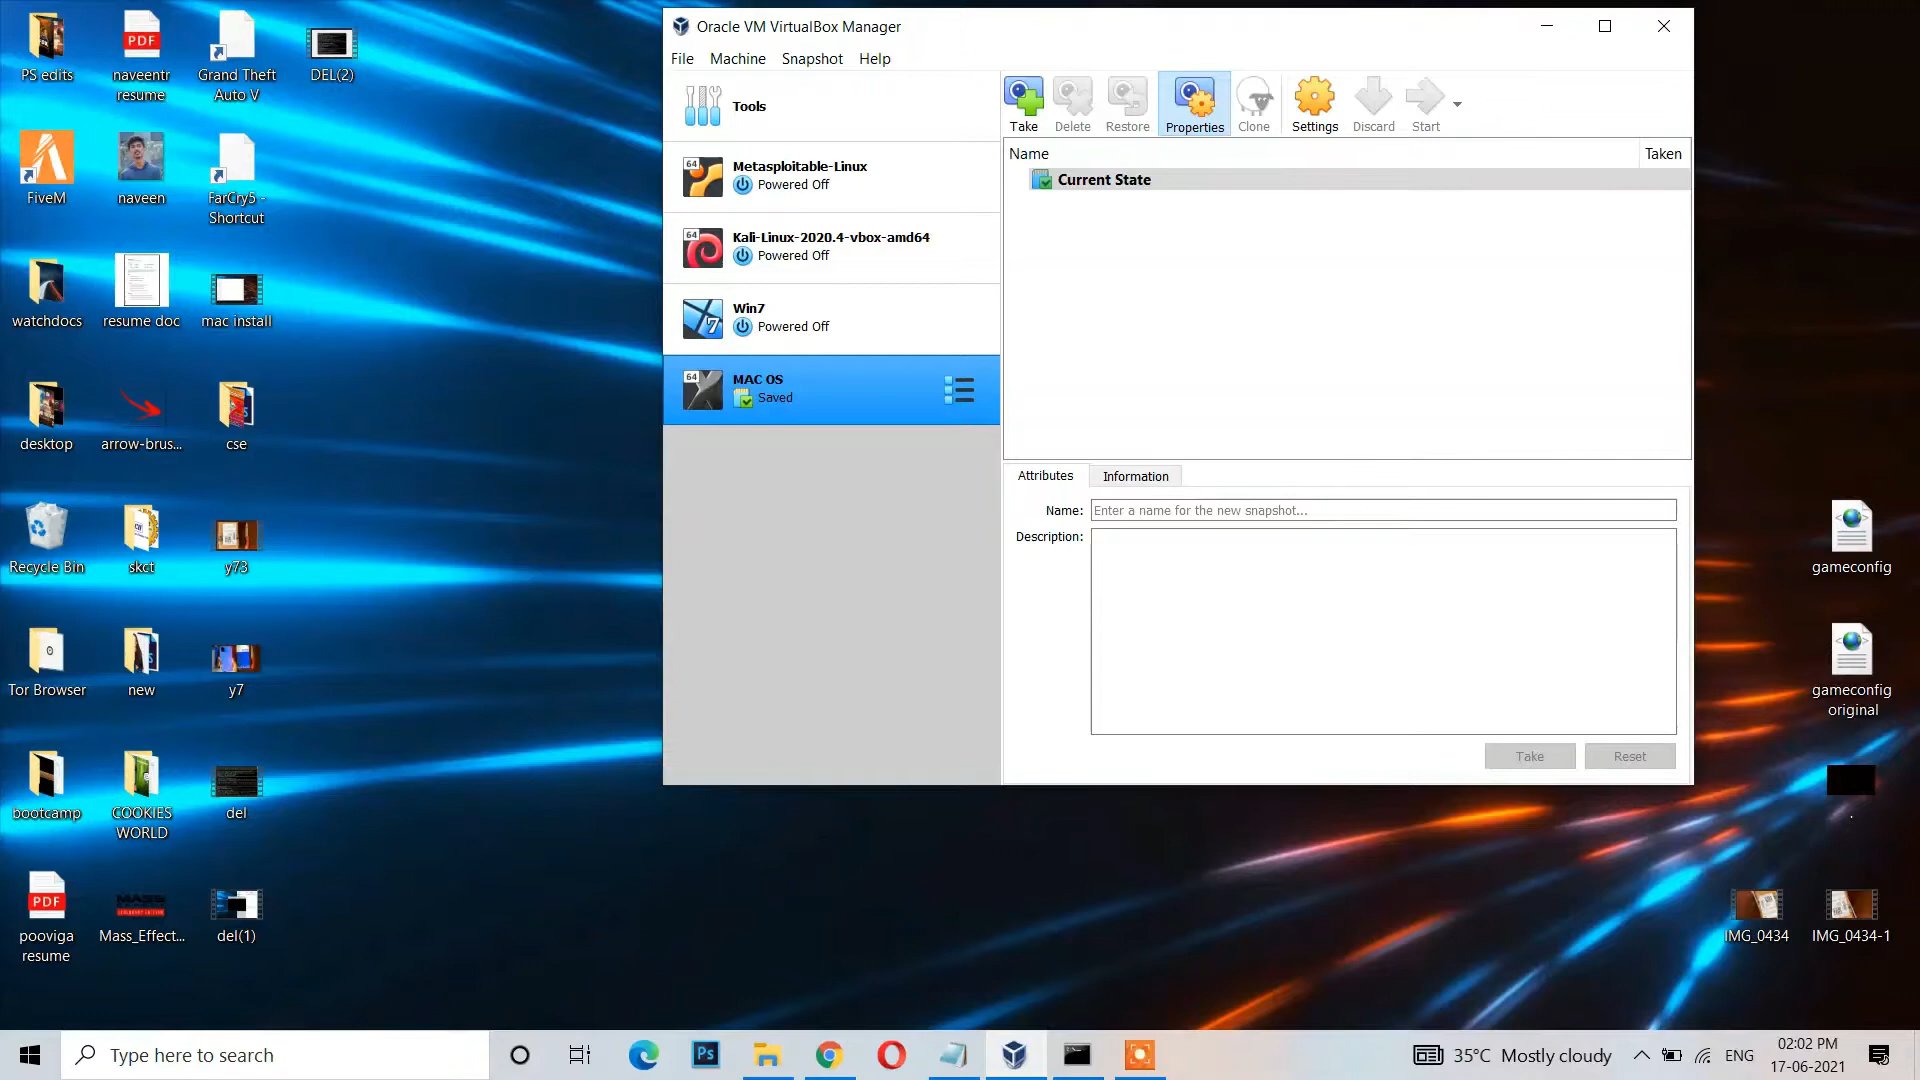 PS edits
naveentr
resume
Grand Theft
Auto V
DEL(2)
FiveM
naveen
FarCry5 -
Shortcut
watchdocs
resume doc
mac install
desktop
arrow-brus...
cse
Recycle Bin
skct
y73
Tor Browser
new
y7
bootcamp
COOKIES
WORLD
del
pooviga
resume
Mass_Effect...
del(1)
PDF
PDF
Ps
Oracle VM VirtualBox Manager
File Machine Snapshot Help
Tools
64
Metasploitable-Linux
Powered Off
64
Kali-Linux-2020.4-vbox-amd64
Powered Off
Win7
Powered Off
64
MAC OS
Saved
Take Delete Restore Properties Clone Settings Discard Start
Name Taken
Current State
Attributes Information
Name: Enter a name for the new snapshot...
Description:
Take Reset
gameconfig
gameconfig
original
.
IMG_0434 IMG_0434-1
Type here to search
35°C Mostly cloudy
ENG
02:02 PM
17-06-2021